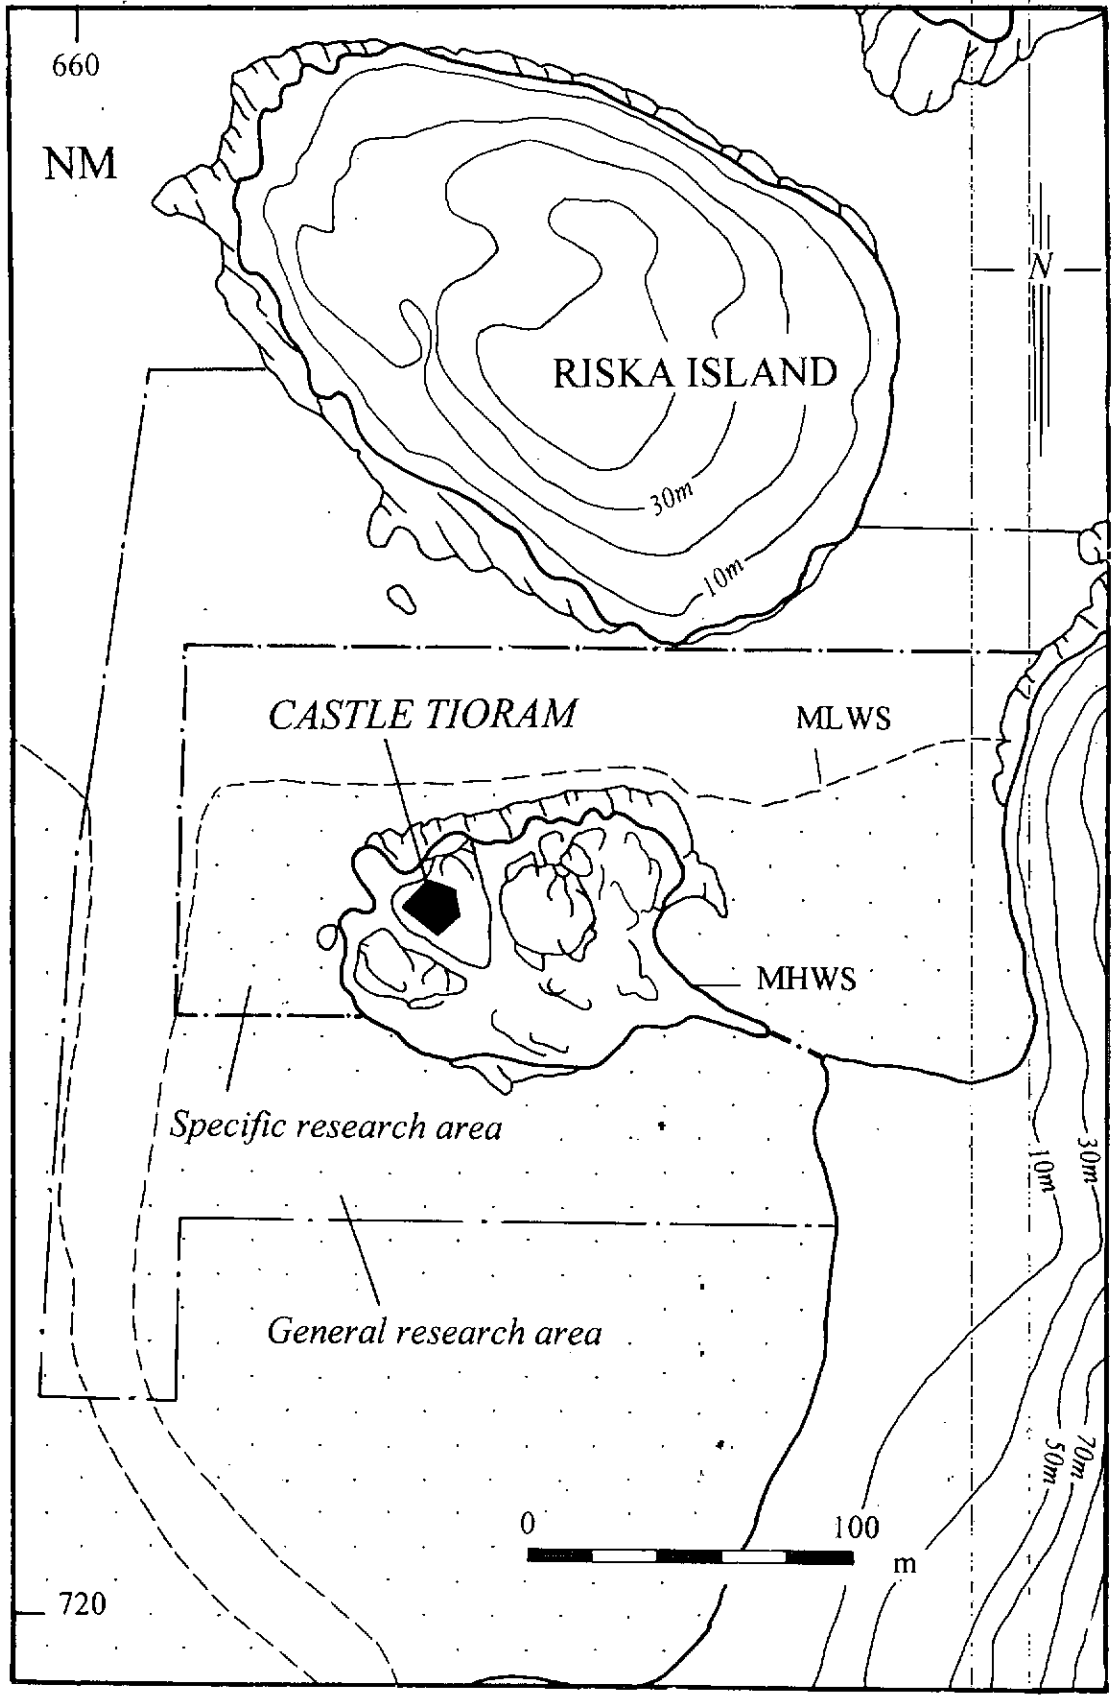 660
NM
N
RISKA ISLAND
30m
10m
CASTLE TIORAM
MLWS
MHWS
Specific research area
10m
30m
General research area
50m
70m
0 100
m
720